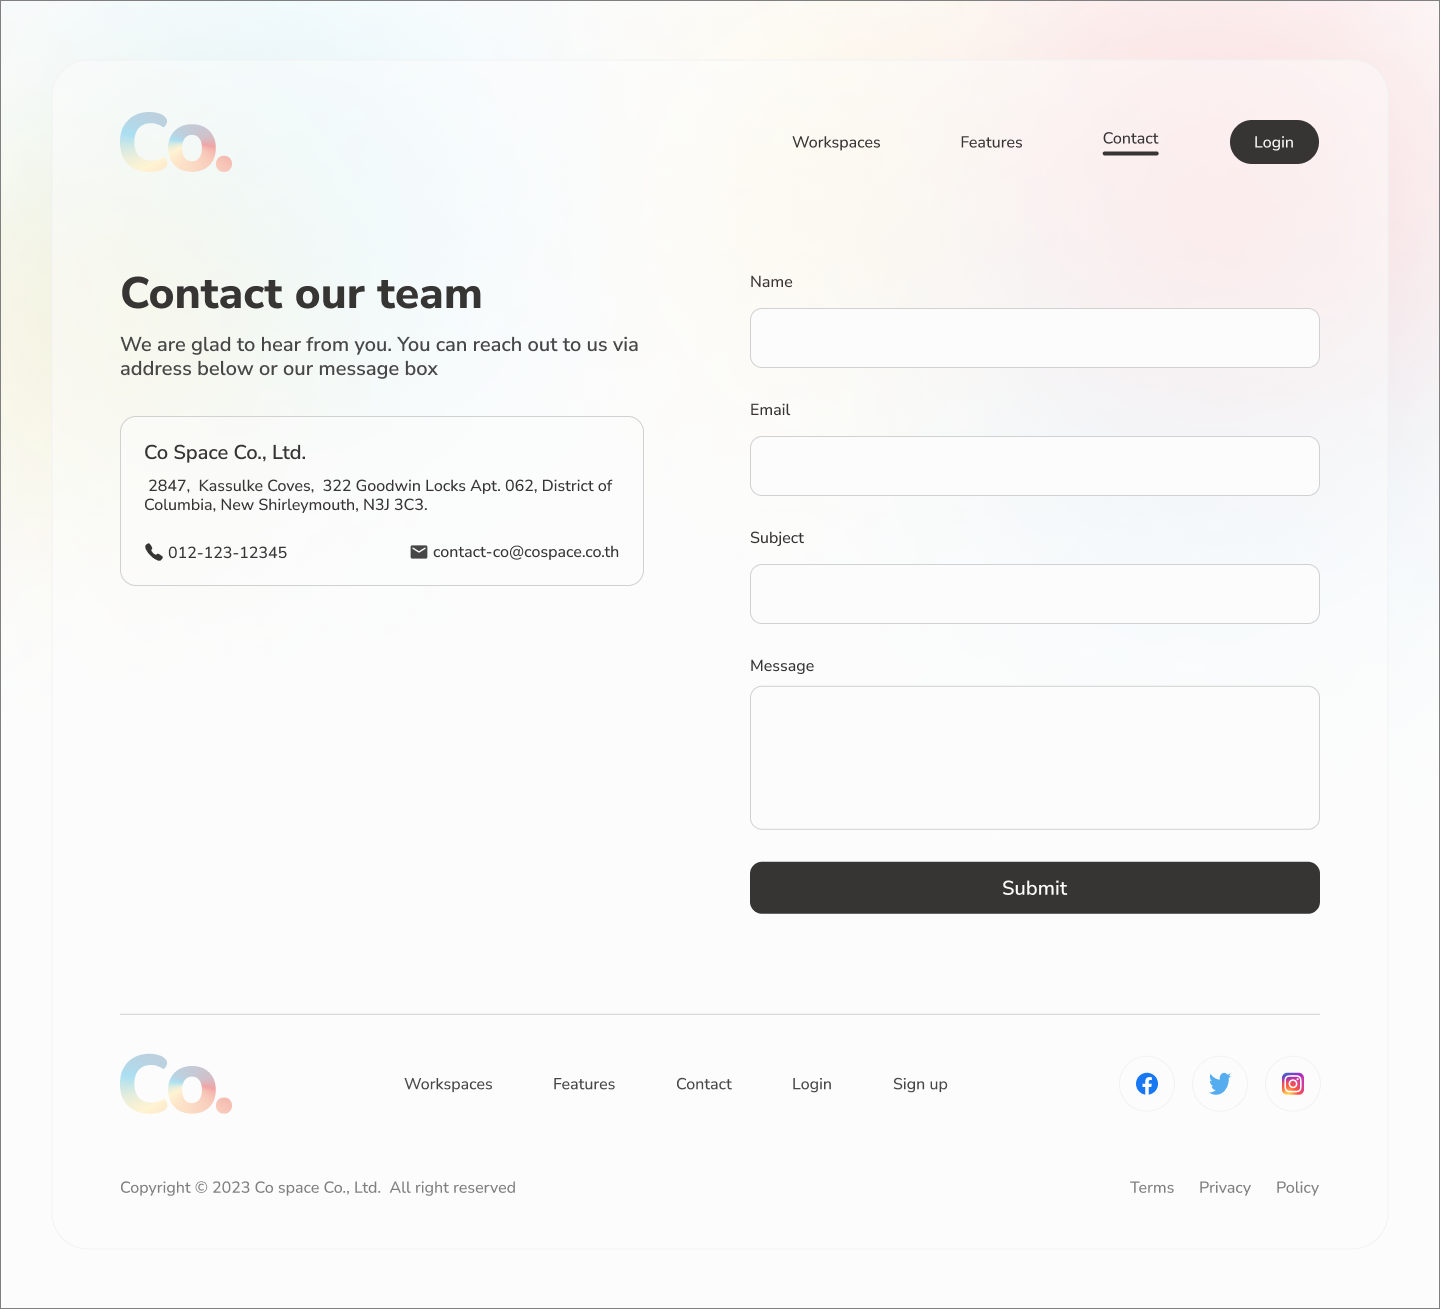 Co.
Workspaces
Features
Contact
Login
Contact our team
We are glad to hear from you. You can reach out to us via
address below or our message box
Co Space Co., Ltd.
2847,  Kassulke Coves,  322 Goodwin Locks Apt. 062, District of
Columbia, New Shirleymouth, N3J 3C3.
012-123-12345
contact-co@cospace.co.th
Name
Email
Subject
Message
Submit
Co.
Workspaces
Features
Contact
Login
Sign up
Copyright © 2023 Co space Co., Ltd.  All right reserved
Terms
Privacy
Policy